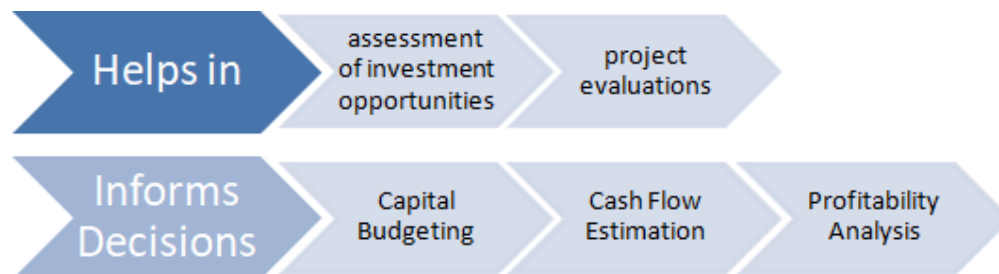 Helps in
assessment
of investment
opportunities
project
evaluations
Informs
Decisions
Capital
Budgeting
Cash Flow
Estimation
Profitability
Analysis